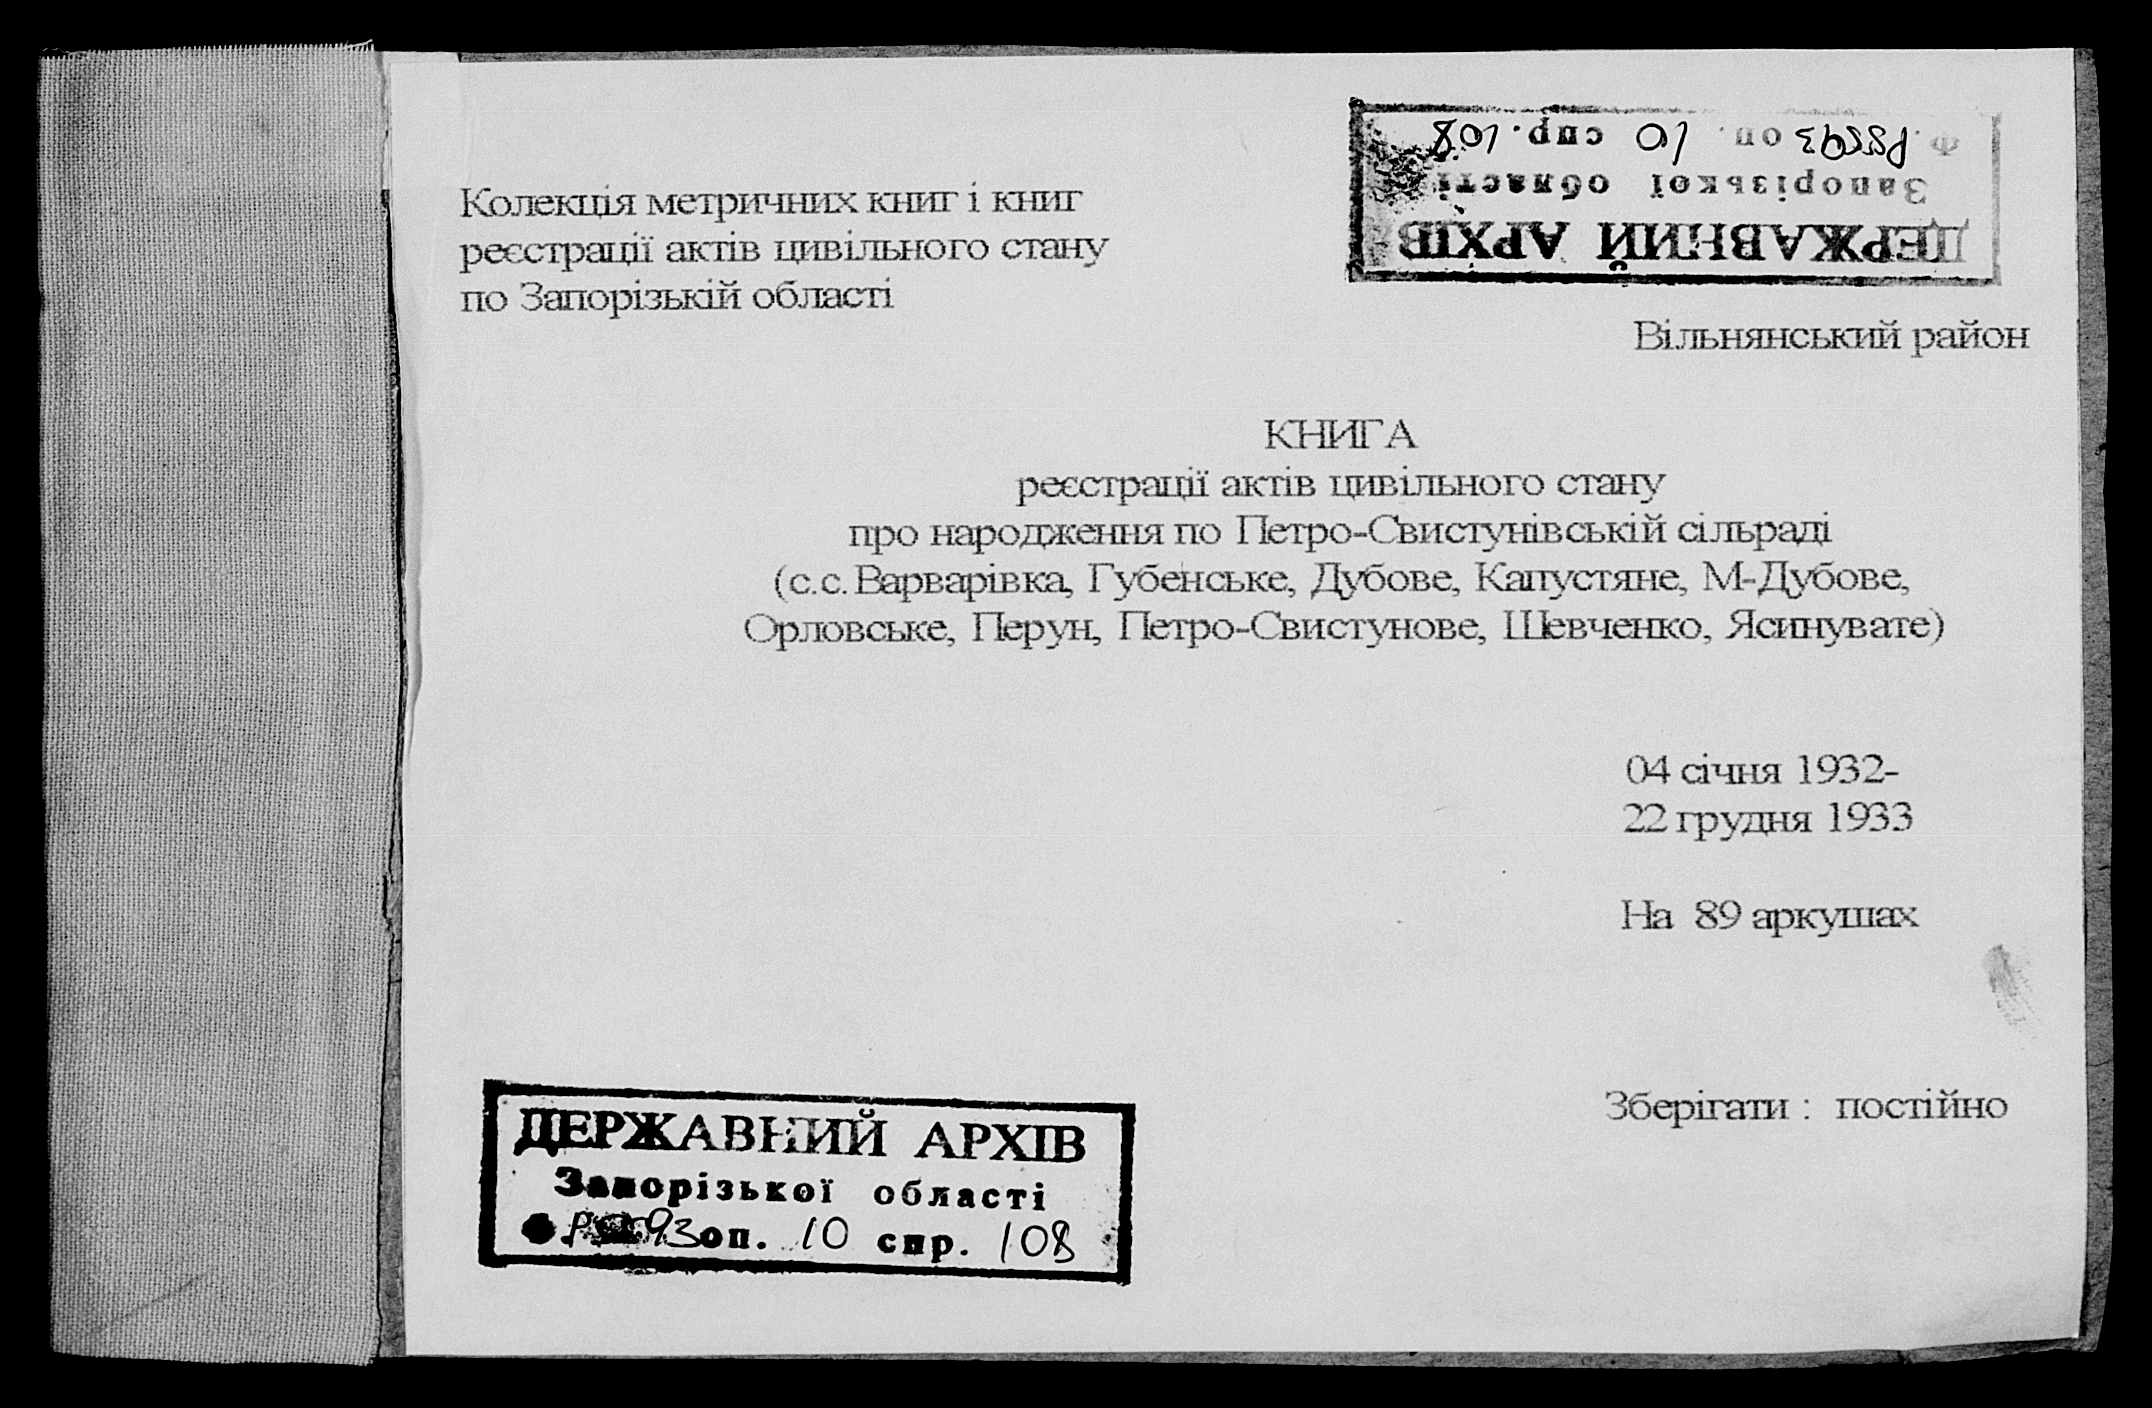 Колекція метричних книг і книг
реєстрації актів цивільного стану
по Запорізькій області
ДЕРЖАВНИЙ АРХІВ
Запорізької області
Ф. Р5593 оп. 10 спр. 108
Вільнянський район
КНИГА
реєстрації актів цивільного стану
про народження по Петро-Свистунівській сільраді
(с.с.Варварівка, Губенське, Дубове, Капустяне, М-Дубове,
Орловське, Перун, Петро-Свистунове, Шевченко, Ясинувате)
04 січня 1932-
22 грудня 1933
На 89 аркушах
Зберігати : постійно
ДЕРЖАВНИЙ АРХІВ
Запорізької області
Р5593 оп. 10 спр. 108